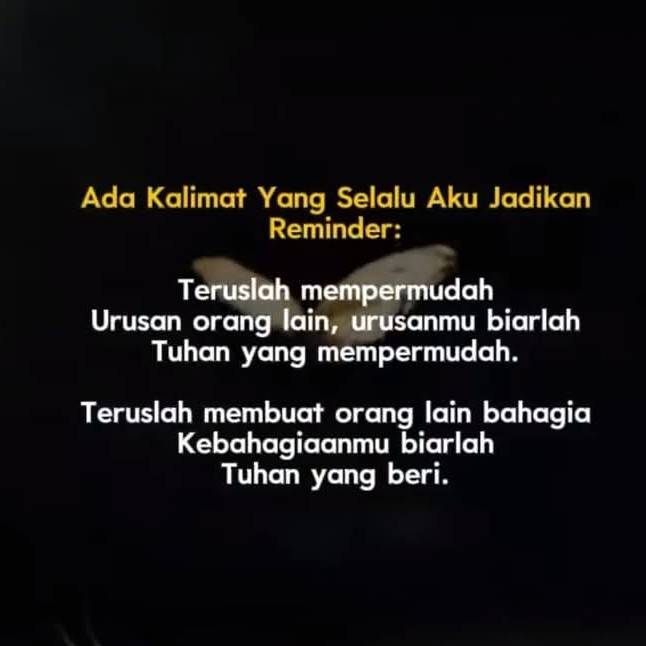 Ada Kalimat Yang Selalu Aku Jadikan
Reminder:
Teruslah mempermudah
Urusan orang lain, urusanmu biarlah
Tuhan yang mempermudah.
Teruslah membuat orang lain bahagia
Kebahagiaanmu biarlah
Tuhan yang beri.